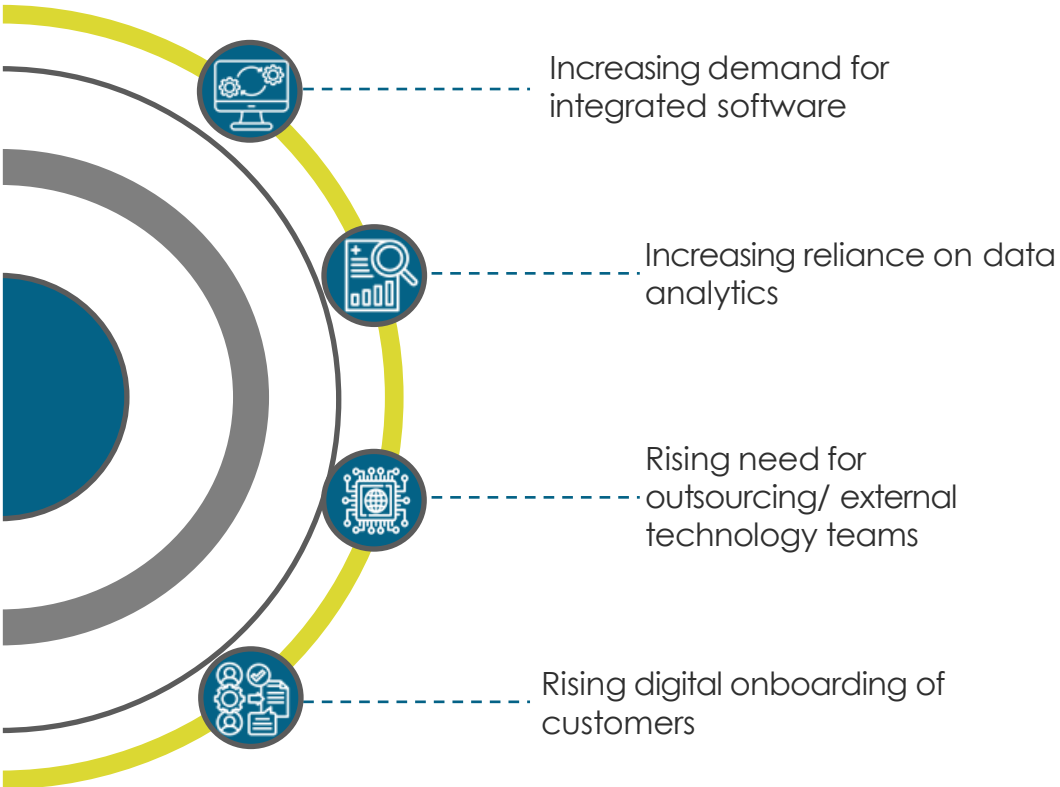 Increasing demand for
integrated software
Increasing reliance on data
analytics
Rising need for
outsourcing/ external
technology teams
Rising digital onboarding of
customers